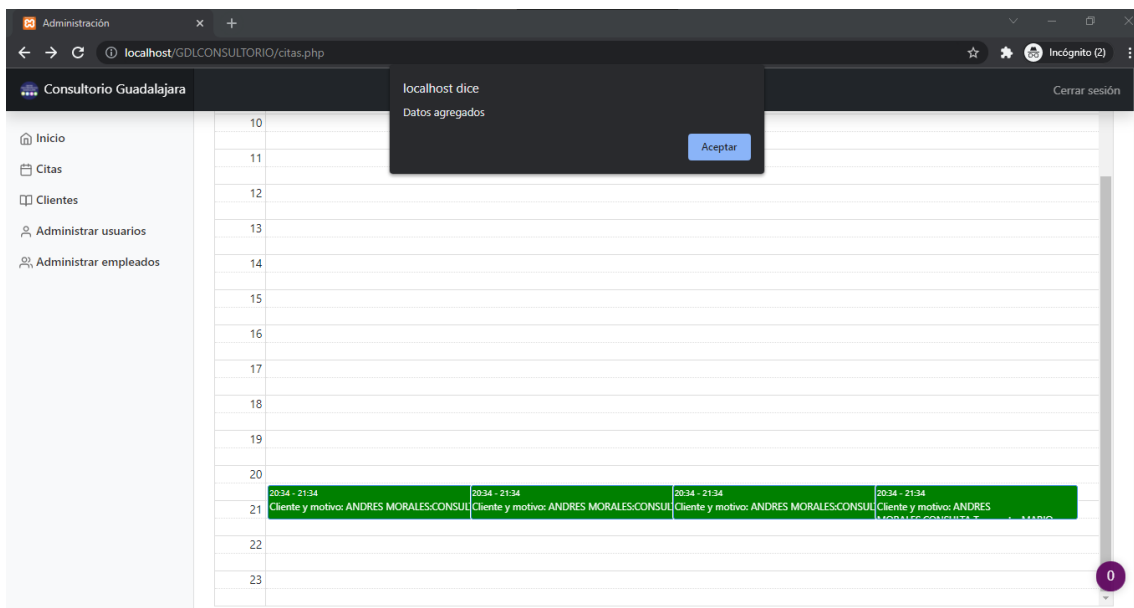 Administración
localhost/GDLCONSULTORIO/citas.php
Incógnito (2)
Consultorio Guadalajara
Cerrar sesión
localhost dice
Datos agregados
Aceptar
Inicio
Citas
Clientes
Administrar usuarios
Administrar empleados
10
11
12
13
14
15
16
17
18
19
20
21
22
23
20:34 - 21:34
Cliente y motivo: ANDRES MORALES:CONSUL
20:34 - 21:34
Cliente y motivo: ANDRES MORALES:CONSUL
20:34 - 21:34
Cliente y motivo: ANDRES MORALES:CONSUL
20:34 - 21:34
Cliente y motivo: ANDRES
0